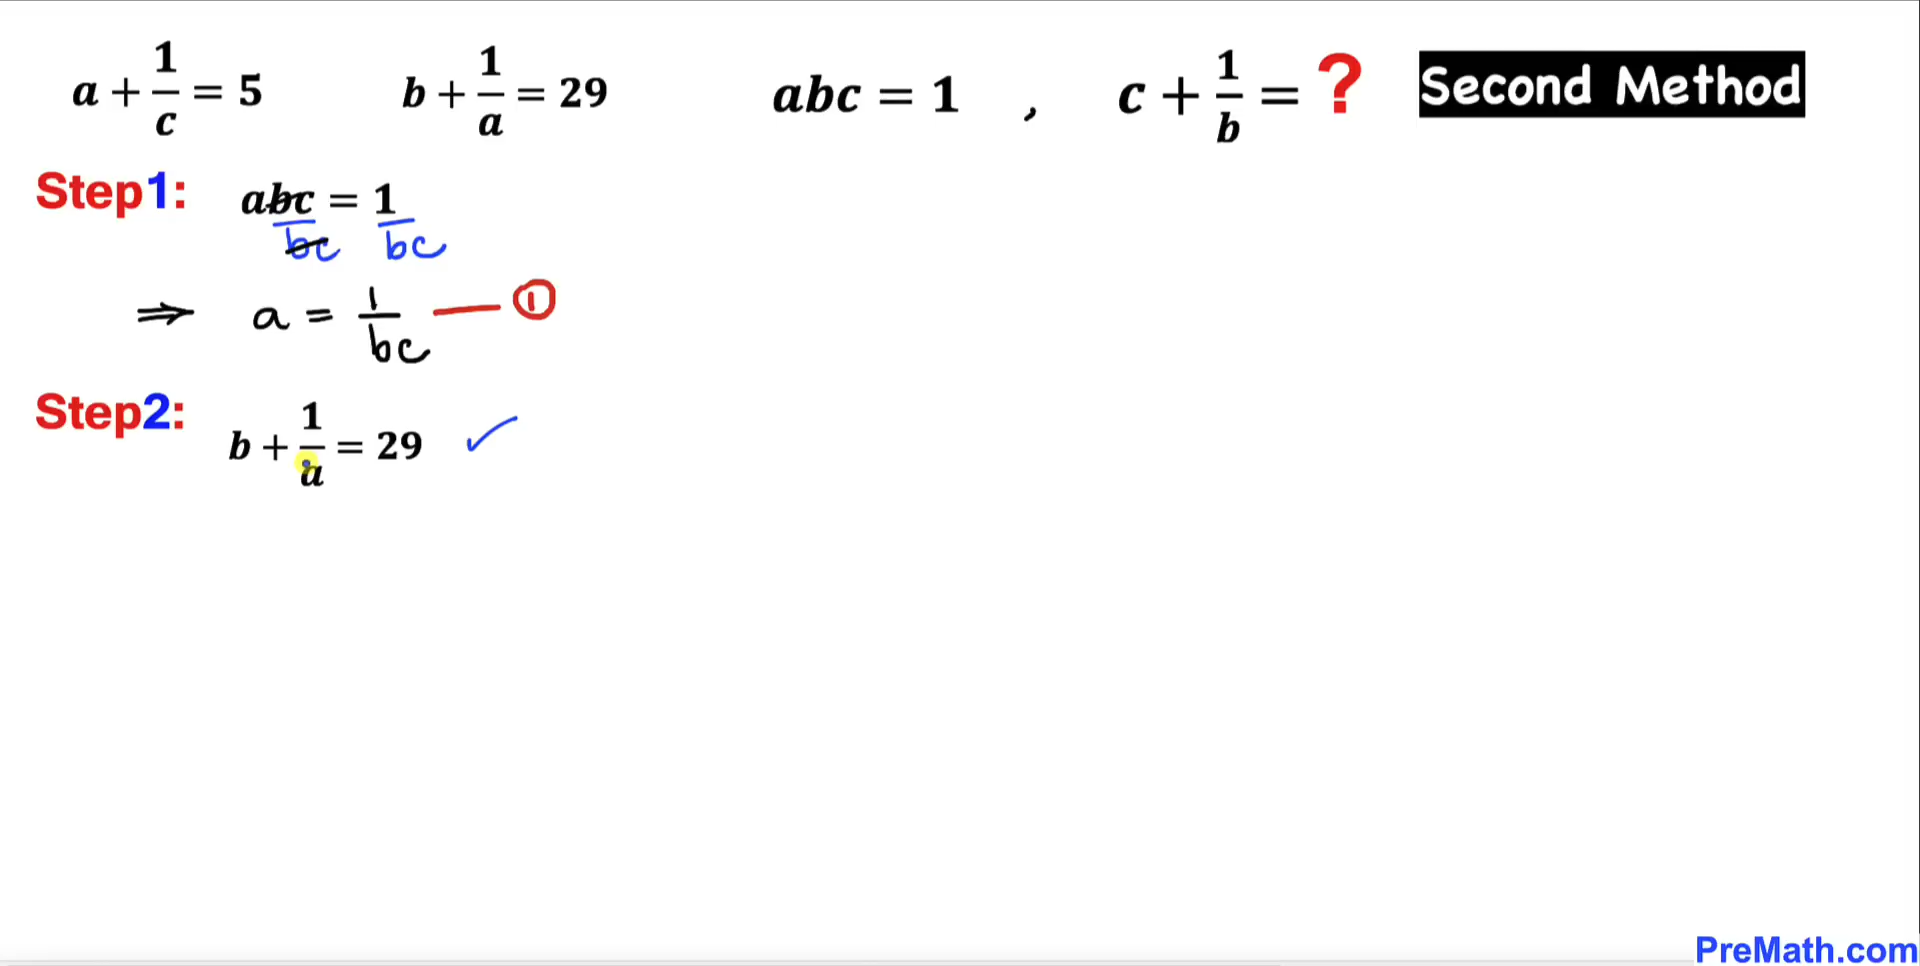 a + 1/c = 5    b + 1/a = 29    abc = 1 , c + 1/b = ? Second Method
Step1: abc = 1
bc bc
⇒ a = 1/bc — ①
Step2: b + 1/a = 29 ✓
PreMath.com